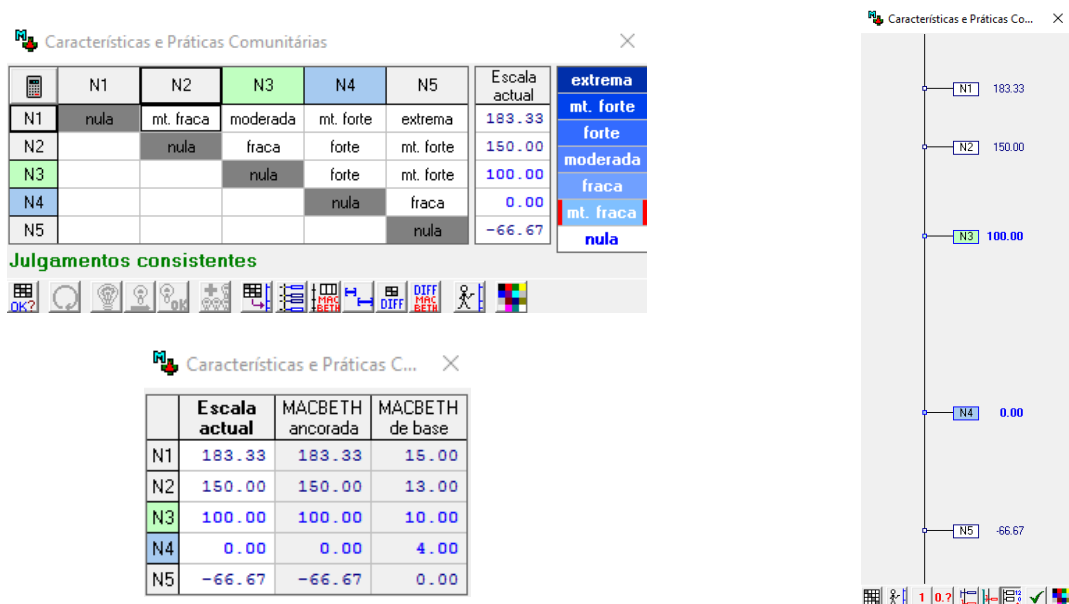 Características e Práticas Comunitárias
N1 N2 N3 N4 N5 Escala actual
N1 nula mt. fraca moderada mt. forte extrema 183.33
N2 nula fraca forte mt. forte 150.00
N3 nula forte mt. forte 100.00
N4 nula fraca 0.00
N5 nula -66.67
extrema
mt. forte
forte
moderada
fraca
mt. fraca
nula
Julgamentos consistentes
OK? OK MAC BETH DIFF DIFF MAC BETH
Características e Práticas C...
Escala actual MACBETH ancorada MACBETH de base
N1 183.33 183.33 15.00
N2 150.00 150.00 13.00
N3 100.00 100.00 10.00
N4 0.00 0.00 4.00
N5 -66.67 -66.67 0.00
Características e Práticas Co...
N1 183.33
N2 150.00
N3 100.00
N4 0.00
N5 -66.67
1 0.?